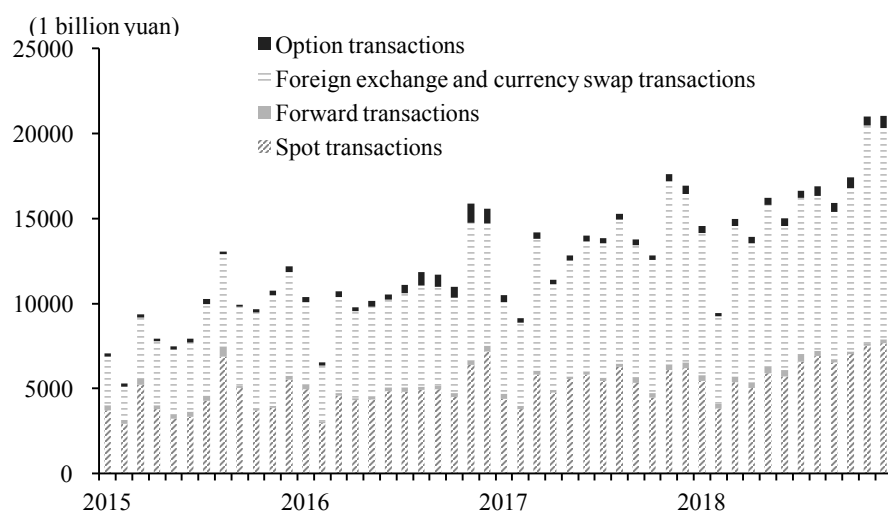 (1 billion yuan)
25000
Option transactions
Foreign exchange and currency swap transactions
20000
Forward transactions
Spot transactions
15000
10000
5000
0
2015 2016 2017 2018